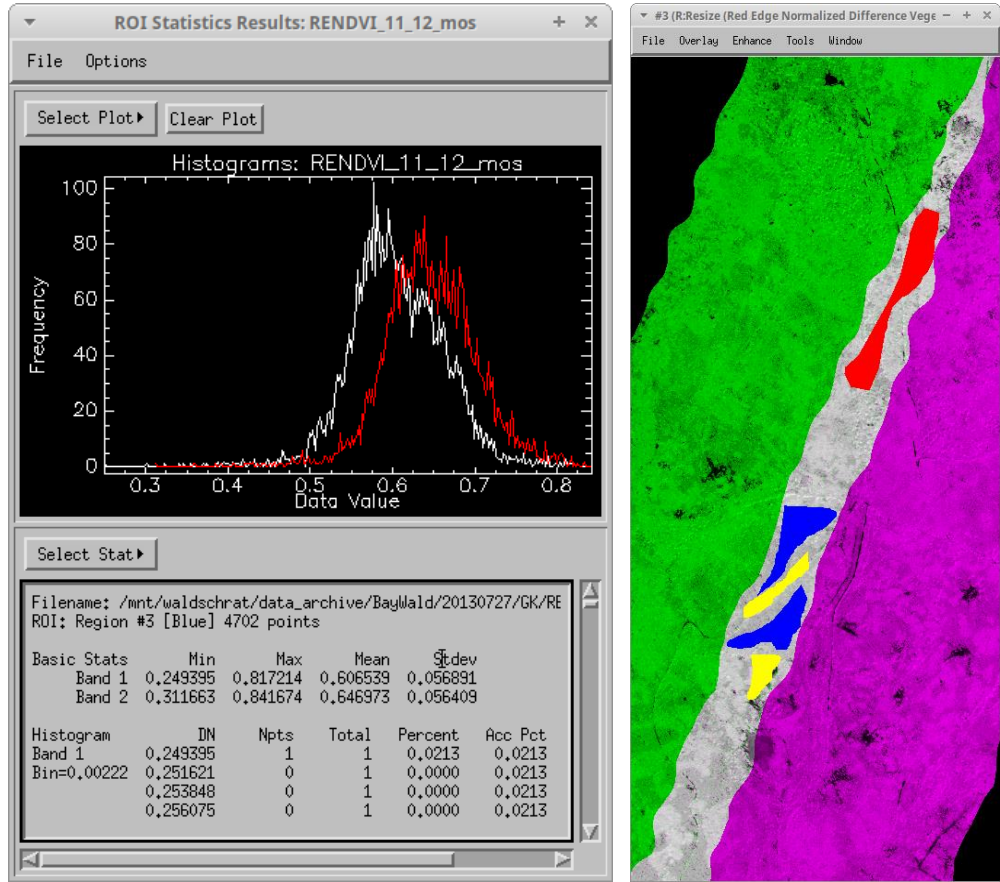 ROI Statistics Results: RENDVI_11_12_mos
File Options
Select Plot Clear Plot
Histograms: RENDVI_11_12_mos
100
80
60
40
20
0
Frequency
0.3 0.4 0.5 0.6 0.7 0.8
Data Value
Select Stat
Filename: /mnt/waldschrat/data_archive/BayWald/20130727/GK/RE
ROI: Region #3 [Blue] 4702 points
Basic Stats Min Max Mean Stdev
Band 1 0.249395 0.817214 0.606539 0.056891
Band 2 0.311663 0.841674 0.646973 0.056409
Histogram DN Npts Total Percent Acc Pct
Band 1 0.249395 1 1 0.0213 0.0213
Bin=0.00222 0.251621 0 1 0.0000 0.0213
0.253848 0 1 0.0000 0.0213
0.256075 0 1 0.0000 0.0213
#3 (R:Resize (Red Edge Normalized Difference Vege
File Overlay Enhance Tools Window